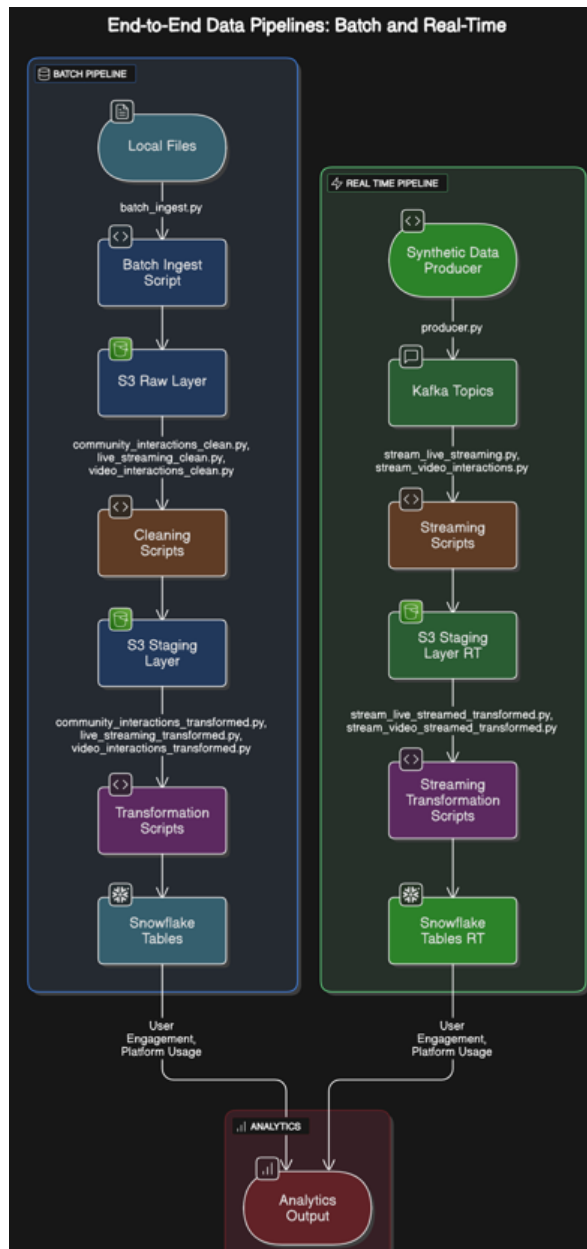 End-to-End Data Pipelines: Batch and Real-Time
BATCH PIPELINE
Local Files
batch_ingest.py
Batch Ingest
Script
S3 Raw Layer
community_interactions_clean.py,
live_streaming_clean.py,
video_interactions_clean.py
Cleaning
Scripts
S3 Staging
Layer
community_interactions_transformed.py,
live_streaming_transformed.py,
video_interactions_transformed.py
Transformation
Scripts
Snowflake
Tables
User
Engagement,
Platform Usage
REAL TIME PIPELINE
Synthetic Data
Producer
producer.py
Kafka Topics
stream_live_streaming.py,
stream_video_interactions.py
Streaming
Scripts
S3 Staging
Layer RT
stream_live_streamed_transformed.py,
stream_video_streamed_transformed.py
Streaming
Transformation
Scripts
Snowflake
Tables RT
User
Engagement,
Platform Usage
ANALYTICS
Analytics
Output